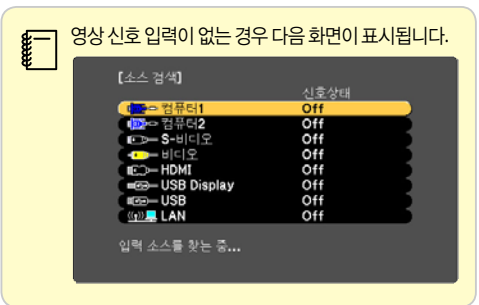 영상 신호 입력이 없는 경우 다음 화면이 표시됩니다.
[소스 검색]
신호상태
컴퓨터1 Off
컴퓨터2 Off
S-비디오 Off
비디오 Off
HDMI Off
USB Display Off
USB Off
LAN Off
입력 소스를 찾는 중...